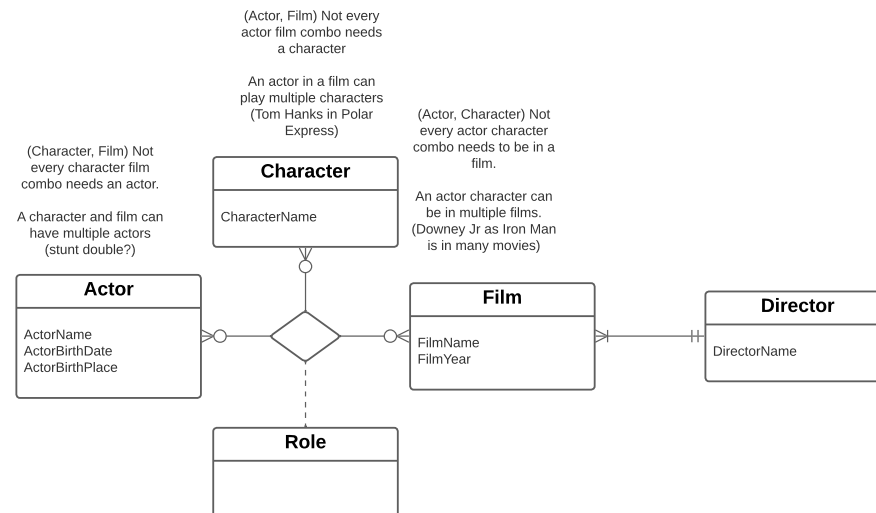 (Actor, Film) Not every
actor film combo needs
a character
An actor in a film can
play multiple characters
(Tom Hanks in Polar
Express)
(Actor, Character) Not
every actor character
combo needs to be in a
film.
An actor character can
be in multiple films.
(Downey Jr as Iron Man
is in many movies)
(Character, Film) Not
every character film
combo needs an actor.
A character and film can
have multiple actors
(stunt double?)
Character
CharacterName
Actor
ActorName
ActorBirthDate
ActorBirthPlace
Film
FilmName
FilmYear
Director
DirectorName
Role